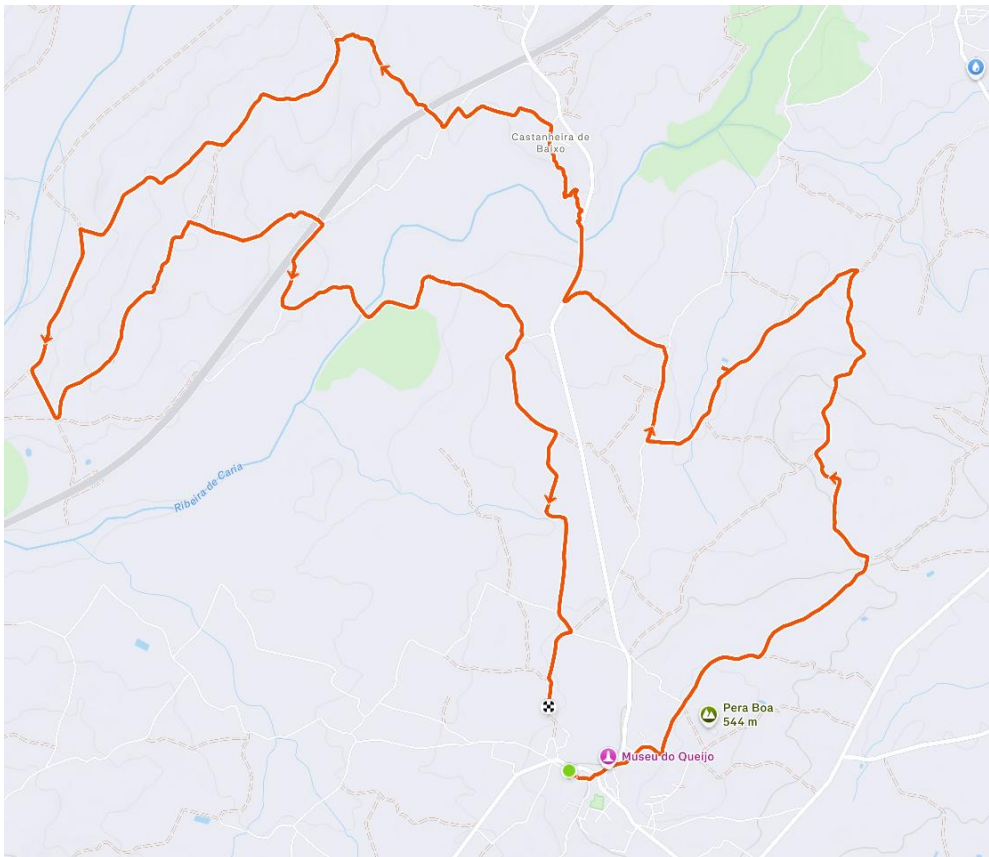 Castanheira de
Baixo
Ribeira de Caria
Pera Boa
544 m
Museu do Queijo